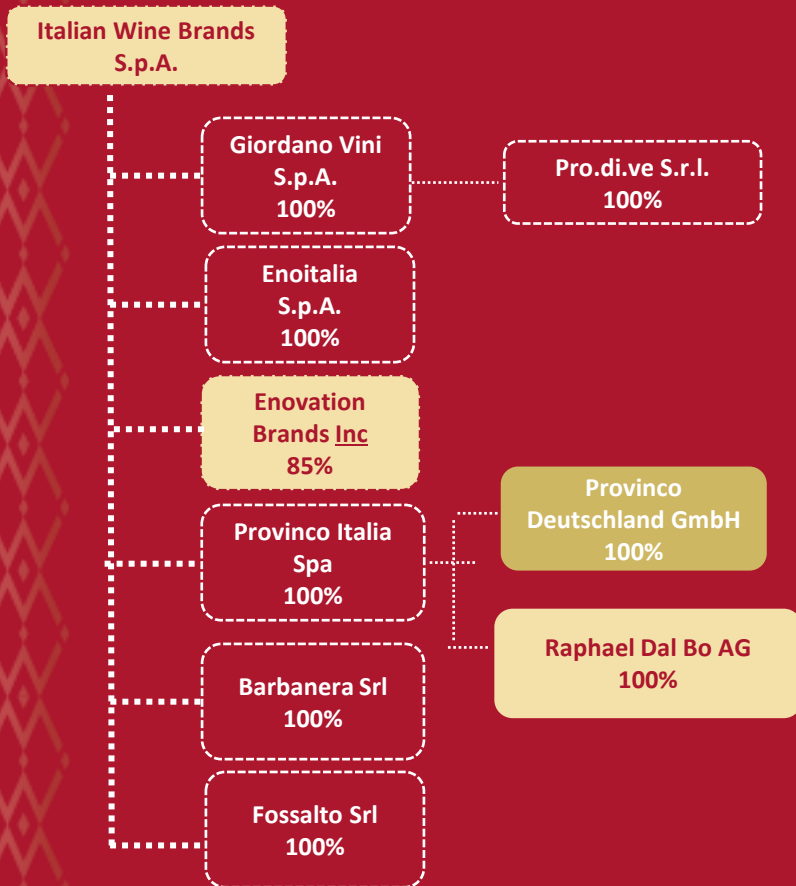 Italian Wine Brands
S.p.A.
Giordano Vini
S.p.A.
100%
Pro.di.ve S.r.l.
100%
Enoitalia
S.p.A.
100%
Enovation
Brands Inc
85%
Provinco Italia
Spa
100%
Provinco
Deutschland GmbH
100%
Raphael Dal Bo AG
100%
Barbanera Srl
100%
Fossalto Srl
100%